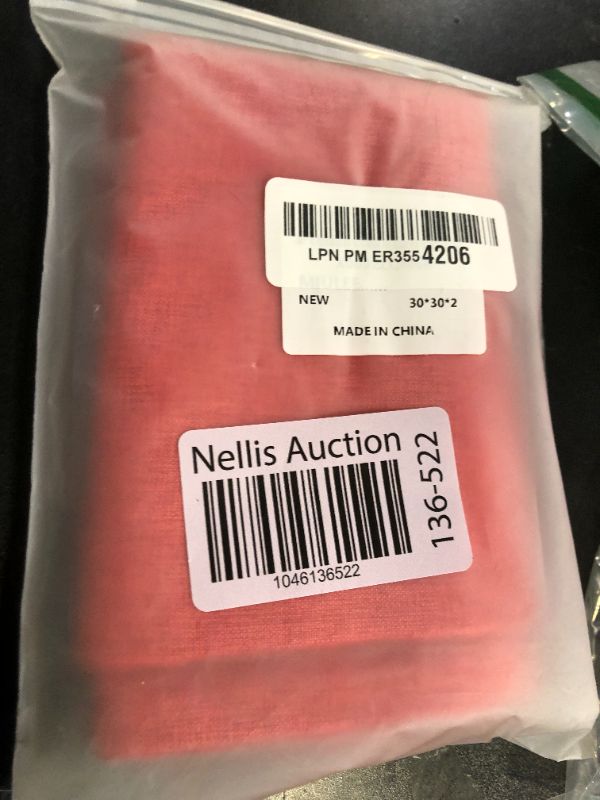 LPN PM ER3554206
NEW 30*30*2
MADE IN CHINA
Nellis Auction
1046136522
136-522